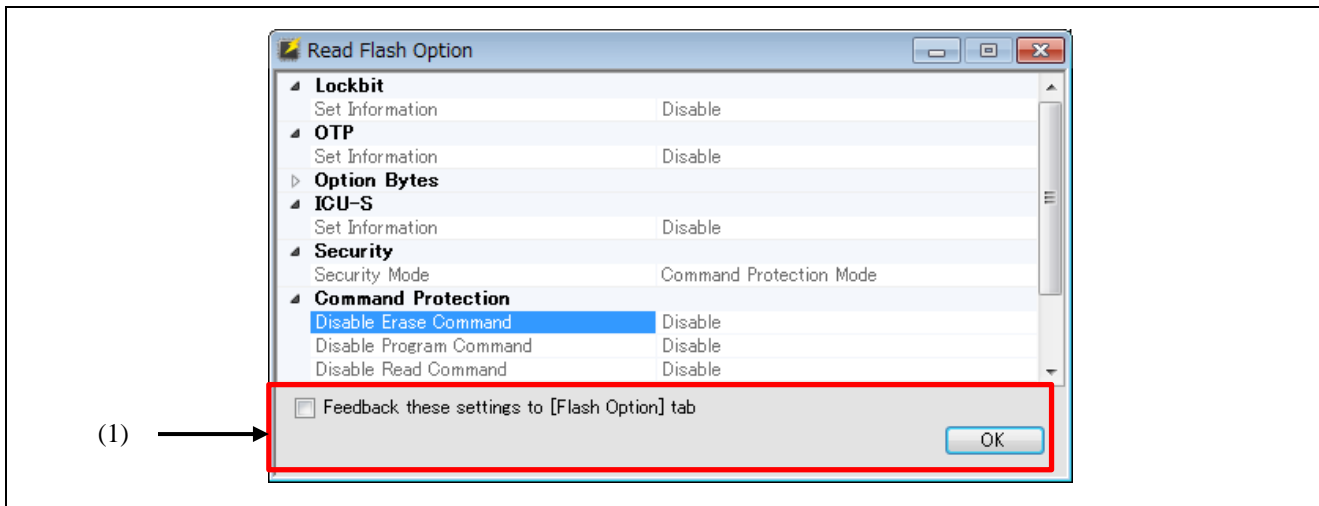 Read Flash Option
Lockbit
Set Information Disable
OTP
Set Information Disable
Option Bytes
ICU-S
Set Information Disable
Security
Security Mode Command Protection Mode
Command Protection
Disable Erase Command Disable
Disable Program Command Disable
Disable Read Command Disable
Feedback these settings to [Flash Option] tab
(1)
OK